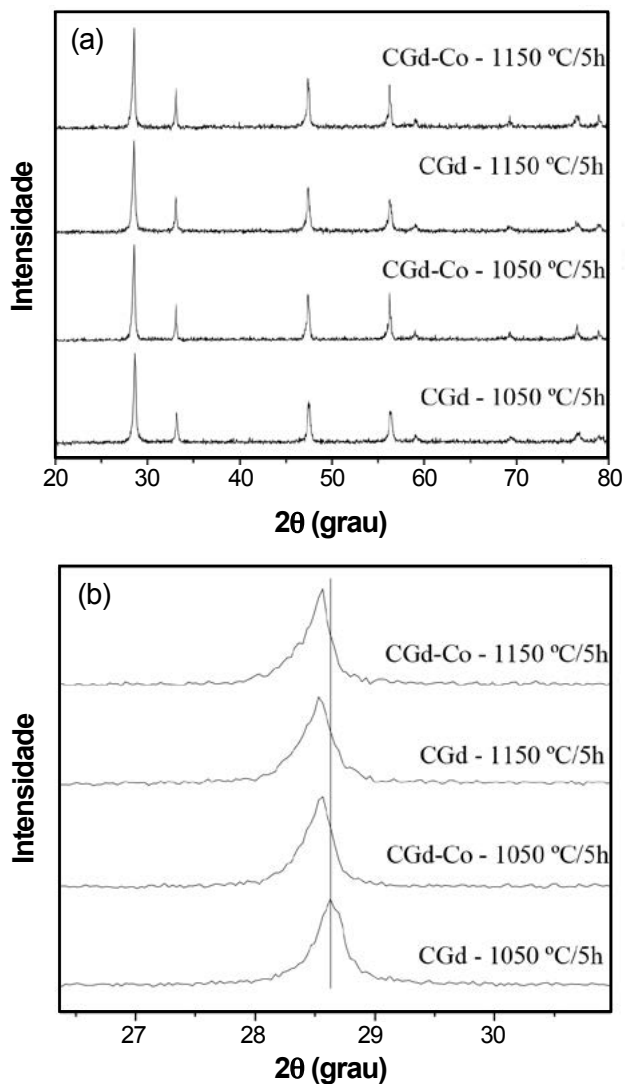 (a)
CGd-Co - 1150 ºC/5h
CGd - 1150 ºC/5h
CGd-Co - 1050 ºC/5h
CGd - 1050 ºC/5h
Intensidade
20 30 40 50 60 70 80
2θ (grau)
(b)
CGd-Co - 1150 ºC/5h
CGd - 1150 ºC/5h
CGd-Co - 1050 ºC/5h
CGd - 1050 ºC/5h
Intensidade
27 28 29 30
2θ (grau)